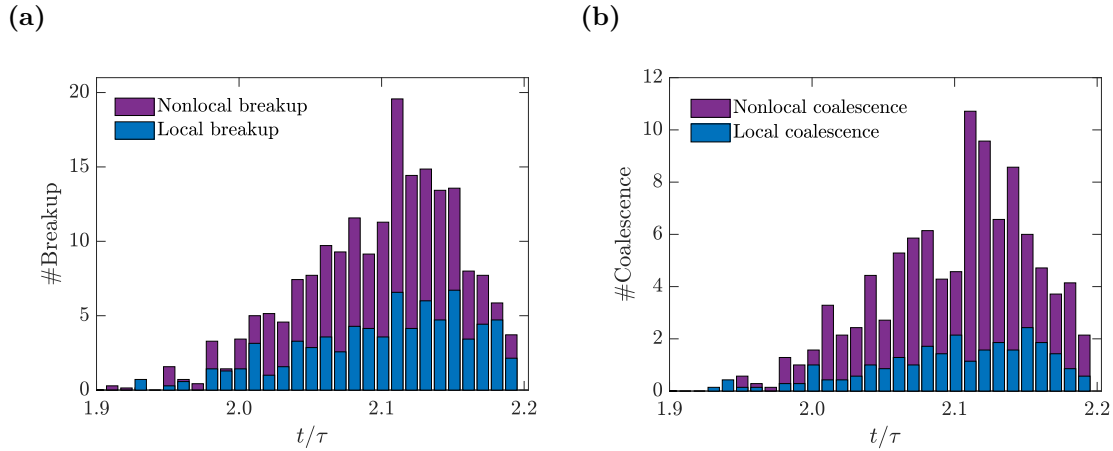 (a)
#Breakup
20
15
10
5
0
Nonlocal breakup
Local breakup
1.9 2.0 2.1 2.2
t/τ
(b)
#Coalescence
12
10
8
6
4
2
0
Nonlocal coalescence
Local coalescence
1.9 2.0 2.1 2.2
t/τ